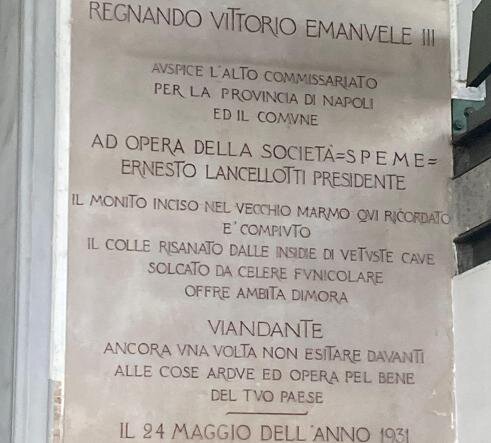 REGNANDO VITTORIO EMANVELE III
AVSPICE L'ALTO COMMISSARIATO
PER LA PROVINCIA DI NAPOLI
ED IL COMVNE
AD OPERA DELLA SOCIETÀ=SPEME=
ERNESTO LANCELLOTTI PRESIDENTE
IL MONITO INCISO NEL VECCHIO MARMO QVI RICORDATO
E' COMPIVTO
IL COLLE RISANATO DALLE INSIDIE DI VETVSTE CAVE
SOLCATO DA CELERE FVNICOLARE
OFFRE AMBITA DIMORA
VIANDANTE
ANCORA VNA VOLTA NON ESITARE DAVANTI
ALLE COSE ARDVE ED OPERA PEL BENE
DEL TVO PAESE
IL 24 MAGGIO DELL'ANNO 1931